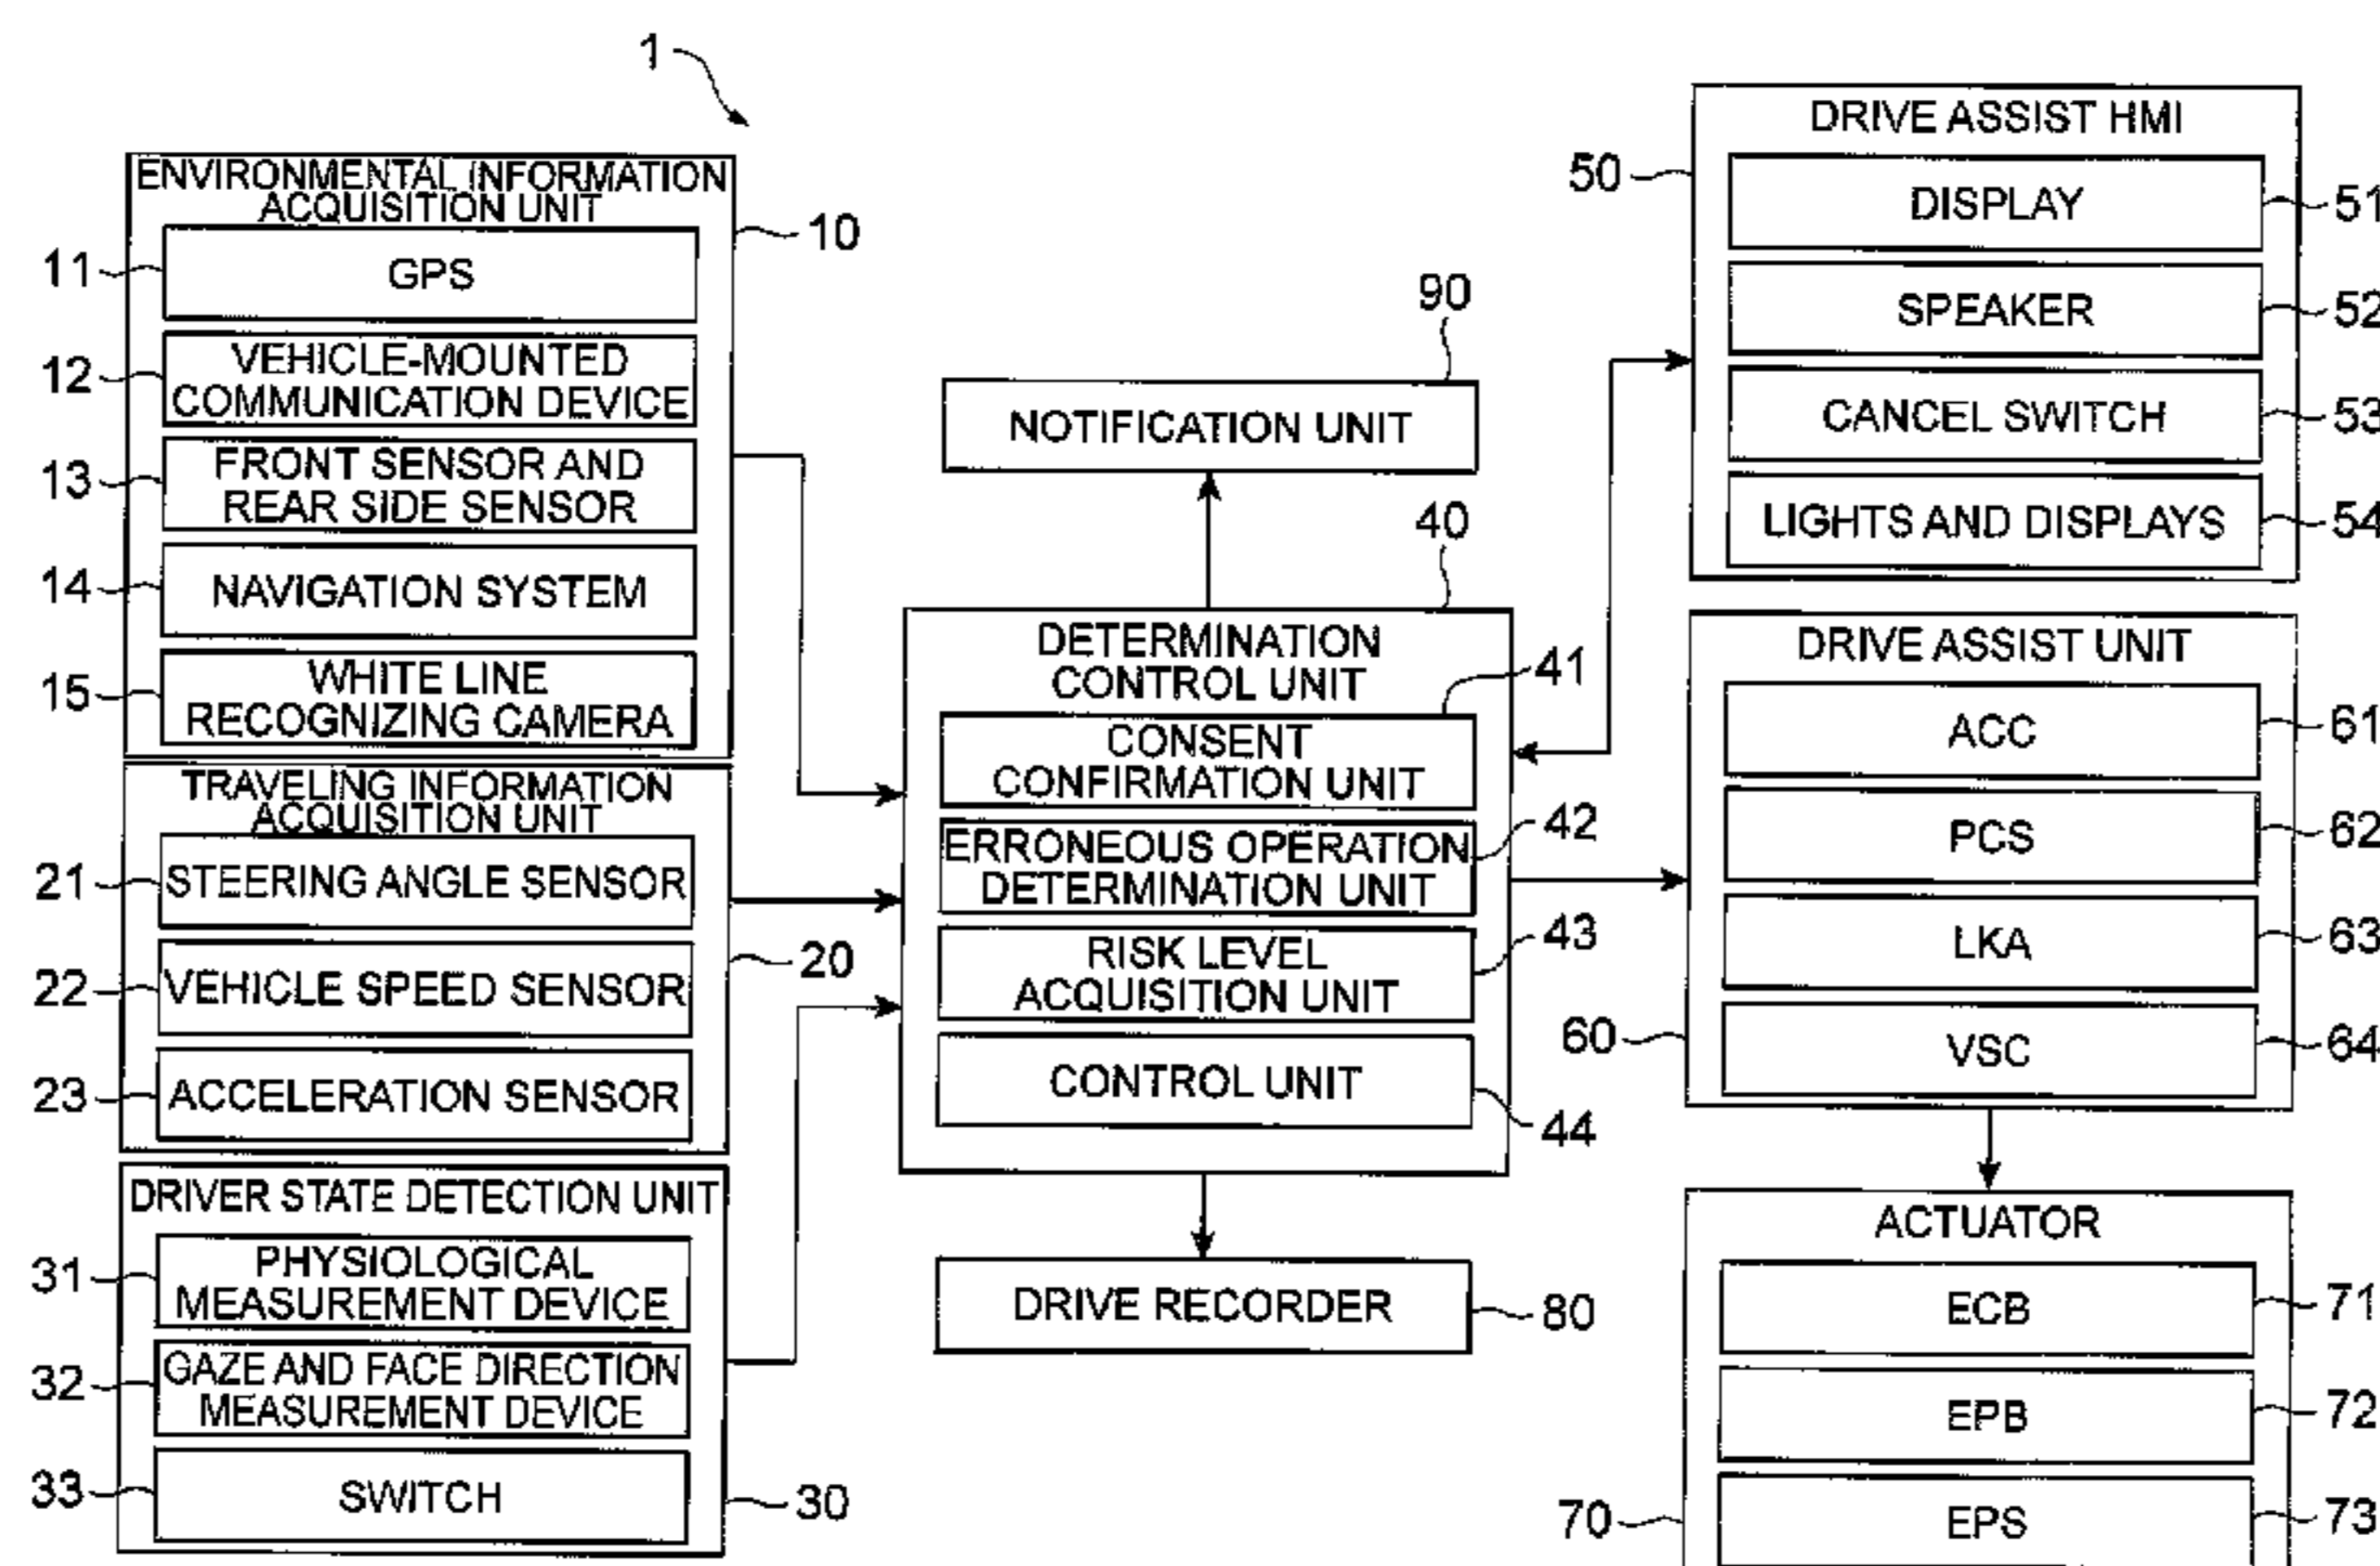 1
ENVIRONMENTAL INFORMATION
ACQUISITION UNIT
10
11
GPS
12
VEHICLE-MOUNTED
COMMUNICATION DEVICE
13
FRONT SENSOR AND
REAR SIDE SENSOR
14
NAVIGATION SYSTEM
15
WHITE LINE
RECOGNIZING CAMERA
TRAVELING INFORMATION
ACQUISITION UNIT
21
STEERING ANGLE SENSOR
20
22
VEHICLE SPEED SENSOR
23
ACCELERATION SENSOR
DRIVER STATE DETECTION UNIT
31
PHYSIOLOGICAL
MEASUREMENT DEVICE
32
GAZE AND FACE DIRECTION
MEASUREMENT DEVICE
33
SWITCH
30
90
NOTIFICATION UNIT
40
DETERMINATION
CONTROL UNIT
41
CONSENT
CONFIRMATION UNIT
42
ERRONEOUS OPERATION
DETERMINATION UNIT
43
RISK LEVEL
ACQUISITION UNIT
CONTROL UNIT
44
DRIVE RECORDER
80
DRIVE ASSIST HMI
50
DISPLAY
51
SPEAKER
52
CANCEL SWITCH
53
LIGHTS AND DISPLAYS
54
DRIVE ASSIST UNIT
ACC
61
PCS
62
LKA
63
60
VSC
64
ACTUATOR
ECB
71
EPB
72
70
EPS
73